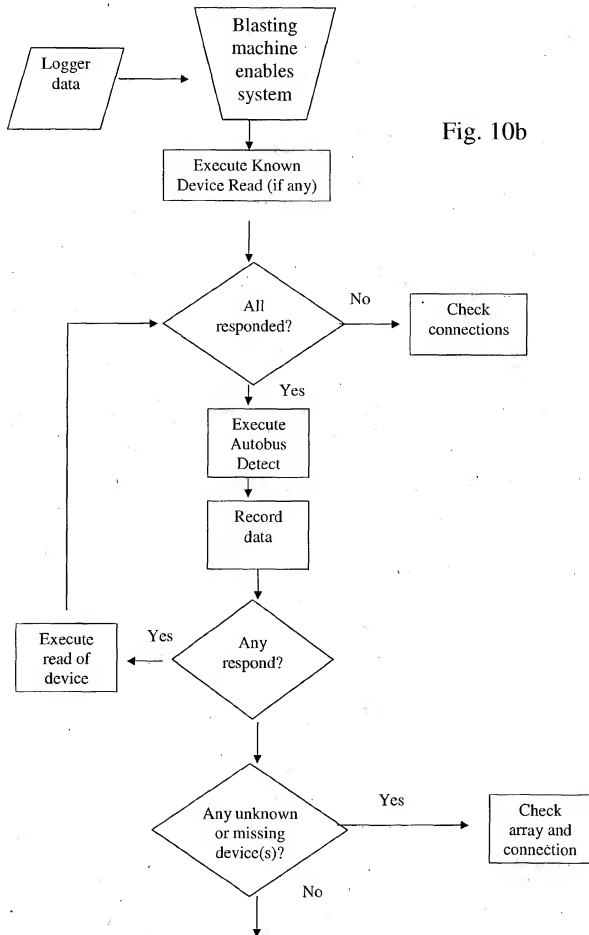 Blasting
machine
enables
system
Logger
data
Fig. 10b
Execute Known
Device Read (if any)
All
responded?
No
Check
connections
Yes
Execute
Autobus
Detect
Record
data
Execute
read of
device
Yes
Any
respond?
Any unknown
or missing
device(s)?
Yes
Check
array and
connection
No